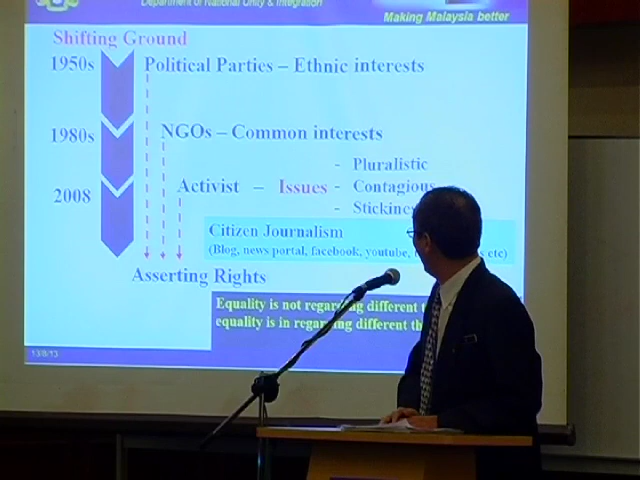 Department of National Unity & Integration
Making Malaysia better
Shifting Ground
1950s Political Parties – Ethnic interests
1980s NGOs – Common interests
- Pluralistic
2008 Activist – Issues - Contagious
- Stickiness
Citizen Journalism
(Blog, news portal, facebook, youtube, etc)
Asserting Rights
Equality is not regarding different
equality is in regarding different
13/8/13